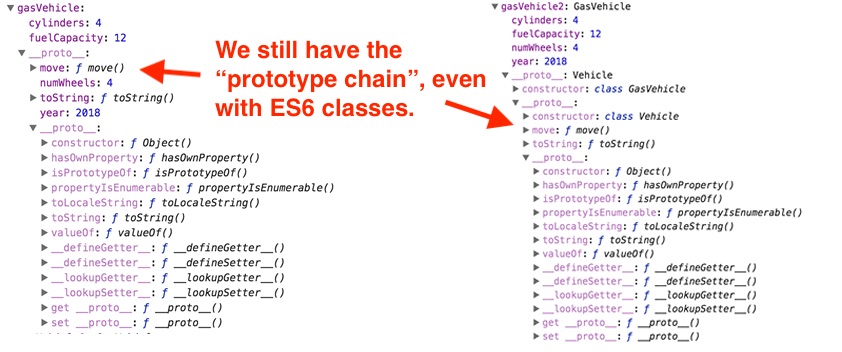 ▼gasVehicle:
cylinders: 4
fuelCapacity: 12
▼__proto__:
▶move: ƒ move()
numWheels: 4
▶toString: ƒ toString()
year: 2018
▼__proto__:
▶constructor: ƒ Object()
▶hasOwnProperty: ƒ hasOwnProperty()
▶isPrototypeOf: ƒ isPrototypeOf()
▶propertyIsEnumerable: ƒ propertyIsEnumerable()
▶toLocaleString: ƒ toLocaleString()
▶toString: ƒ toString()
▶valueOf: ƒ valueOf()
▶__defineGetter__: ƒ __defineGetter__()
▶__defineSetter__: ƒ __defineSetter__()
▶__lookupGetter__: ƒ __lookupGetter__()
▶__lookupSetter__: ƒ __lookupSetter__()
▶get __proto__: ƒ __proto__()
▶set __proto__: ƒ __proto__()
We still have the
“prototype chain”, even
with ES6 classes.
▼gasVehicle2: GasVehicle
cylinders: 4
fuelCapacity: 12
numWheels: 4
year: 2018
▼__proto__: Vehicle
▶constructor: class GasVehicle
▼__proto__:
▶constructor: class Vehicle
▶move: ƒ move()
▶toString: ƒ toString()
▼__proto__:
▶constructor: ƒ Object()
▶hasOwnProperty: ƒ hasOwnProperty()
▶isPrototypeOf: ƒ isPrototypeOf()
▶propertyIsEnumerable: ƒ propertyIsEnumerable()
▶toLocaleString: ƒ toLocaleString()
▶toString: ƒ toString()
▶valueOf: ƒ valueOf()
▶__defineGetter__: ƒ __defineGetter__()
▶__defineSetter__: ƒ __defineSetter__()
▶__lookupGetter__: ƒ __lookupGetter__()
▶__lookupSetter__: ƒ __lookupSetter__()
▶get __proto__: ƒ __proto__()
▶set __proto__: ƒ __proto__()